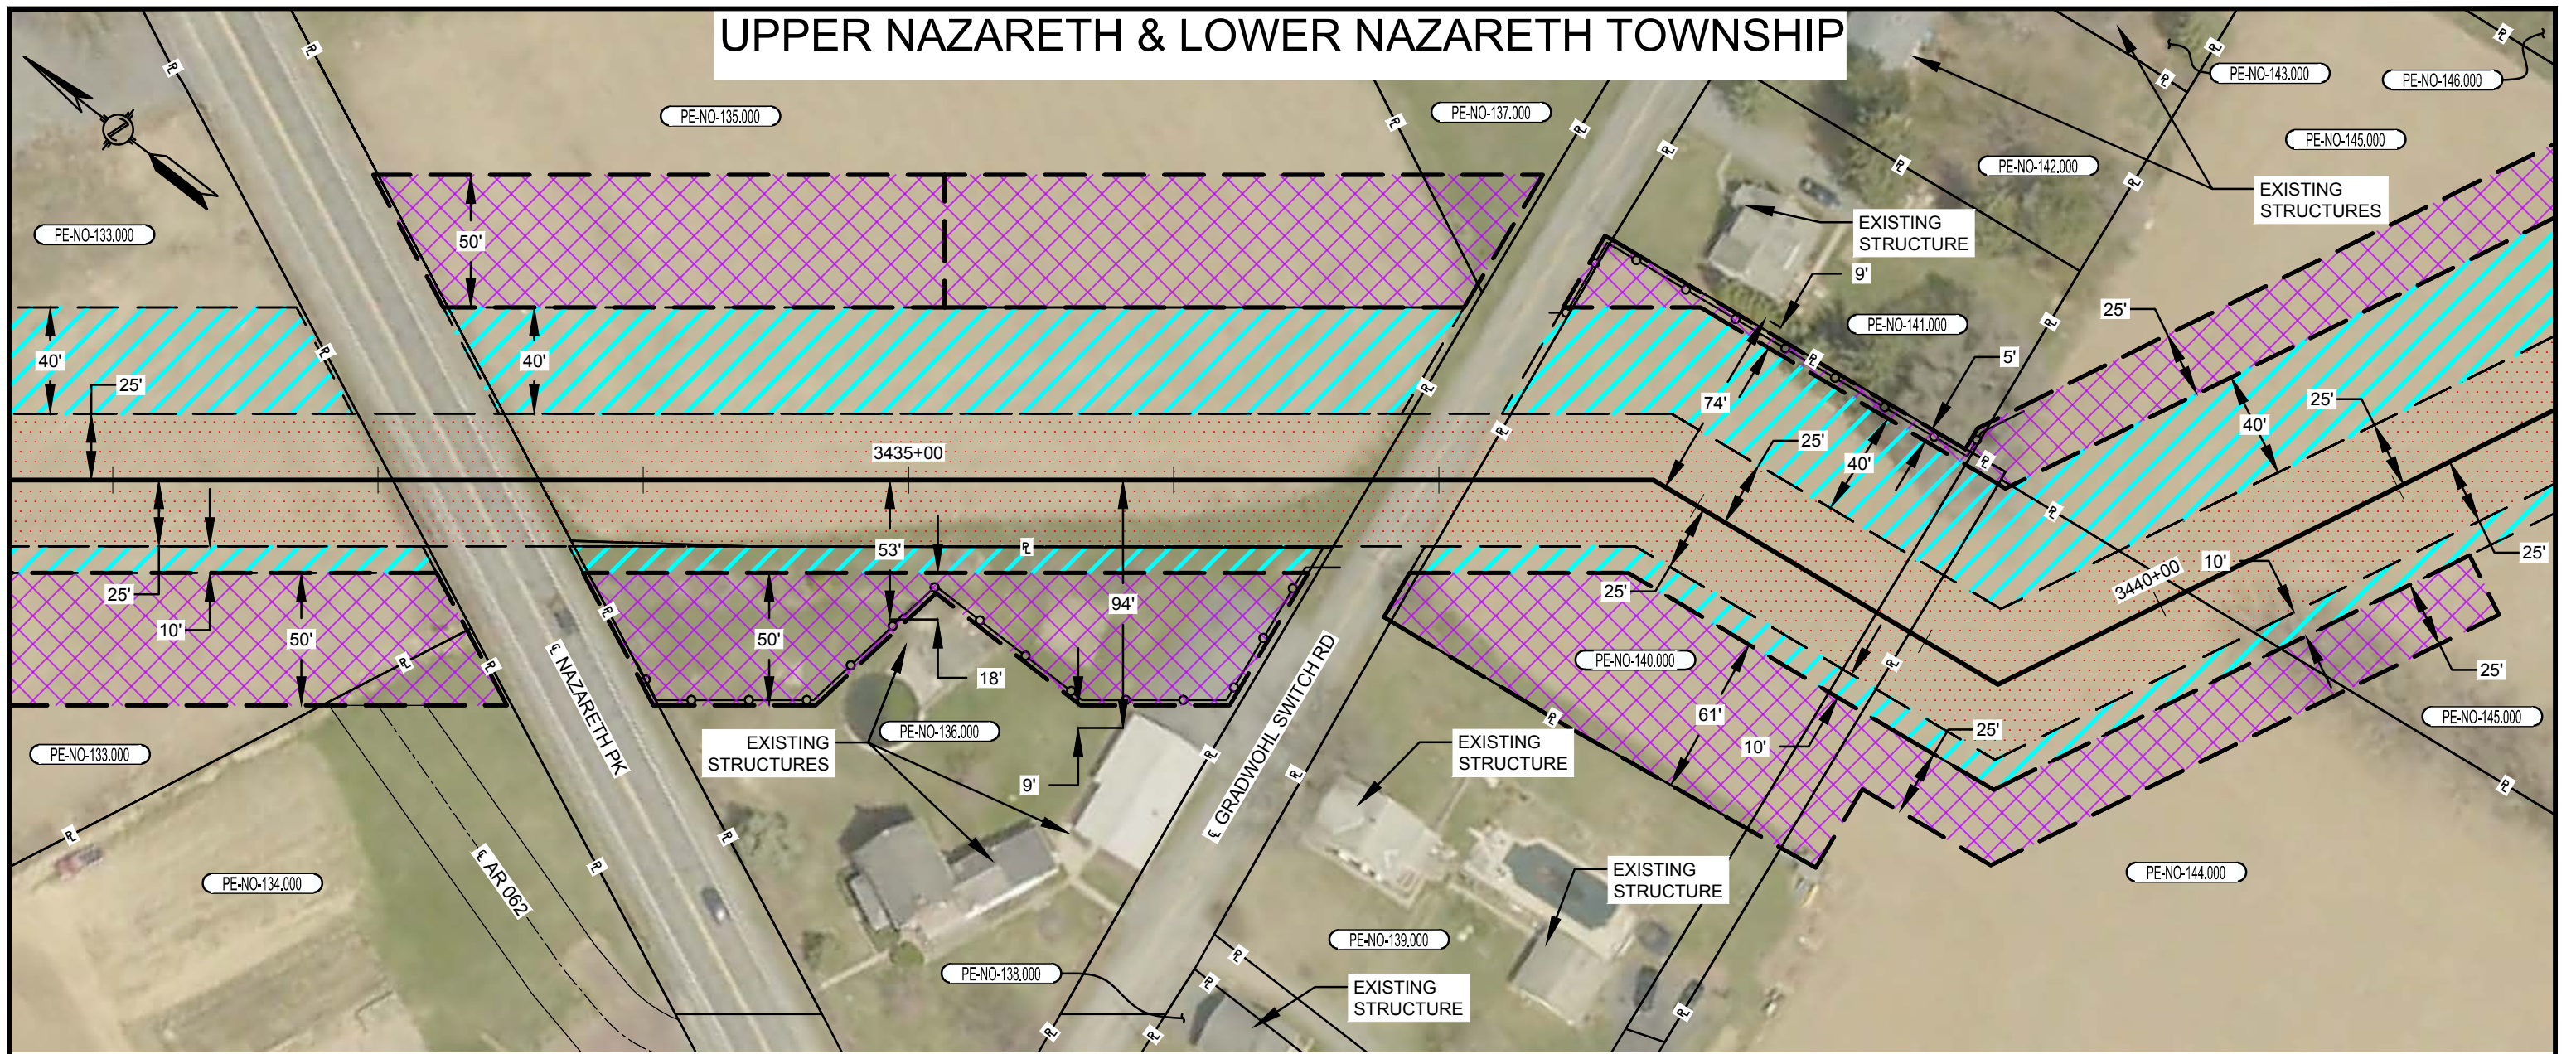 UPPER NAZARETH & LOWER NAZARETH TOWNSHIP
PE-NO-135.000
PE-NO-137.000
PE-NO-143.000
PE-NO-146.000
PE-NO-145.000
PE-NO-142.000
EXISTING
STRUCTURES
PE-NO-133.000
50'
EXISTING
STRUCTURE
9'
25'
PE-NO-141.000
40'
40'
5'
25'
25'
74'
40'
25'
40'
3435+00
53'
25'
10'
3440+00
25'
25'
10'
50'
50'
94'
18'
PE-NO-140.000
61'
25'
10'
PE-NO-145.000
25'
℄ NAZARETH PK
℄ GRADWOHL SWITCH RD
PE-NO-136.000
EXISTING
STRUCTURES
9'
EXISTING
STRUCTURE
PE-NO-133.000
PE-NO-134.000
℄ AR 062
EXISTING
STRUCTURE
PE-NO-144.000
PE-NO-139.000
PE-NO-138.000
EXISTING
STRUCTURE